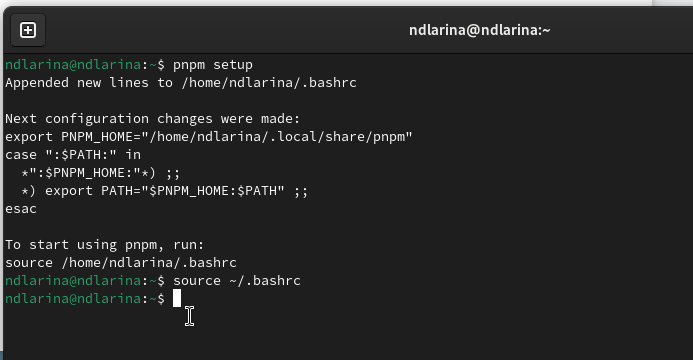 ndlarina@ndlarina:~
ndlarina@ndlarina:~$ pnpm setup
Appended new lines to /home/ndlarina/.bashrc

Next configuration changes were made:
export PNPM_HOME="/home/ndlarina/.local/share/pnpm"
case ":$PATH:" in
  *":$PNPM_HOME:"*) ;;
  *) export PATH="$PNPM_HOME:$PATH" ;;
esac

To start using pnpm, run:
source /home/ndlarina/.bashrc
ndlarina@ndlarina:~$ source ~/.bashrc
ndlarina@ndlarina:~$